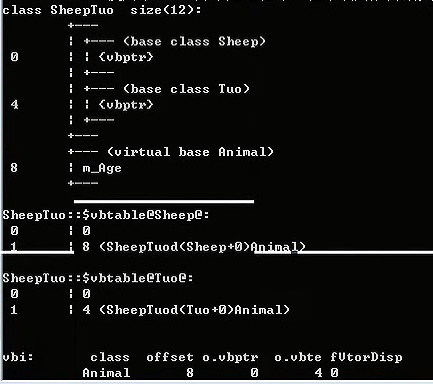 class SheepTuo  size(12):
        +---
        | +--- (base class Sheep)
 0      | | {vbptr}
        | +---
        | +--- (base class Tuo)
 4      | | {vbptr}
        | +---
        +---
        +--- (virtual base Animal)
 8      | m_Age
        +---
SheepTuo::$vbtable@Sheep@:
 0      | 0
 1      | 8 (SheepTuod(Sheep+0)Animal)
SheepTuo::$vbtable@Tuo@:
 0      | 0
 1      | 4 (SheepTuod(Tuo+0)Animal)
vbi:       class  offset o.vbptr  o.vbte fVtorDisp
          Animal       8       0       4 0